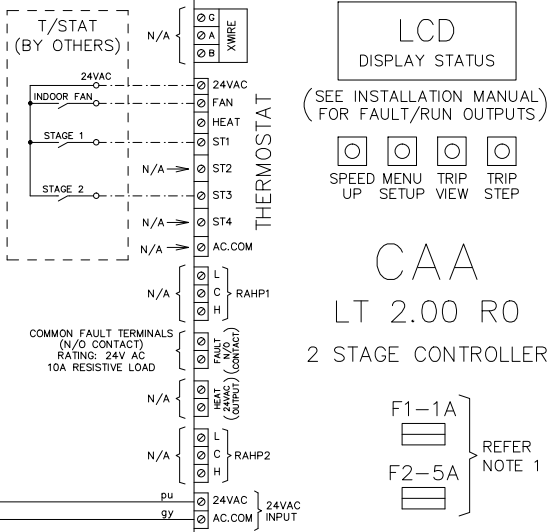 T/STAT
(BY OTHERS)
24VAC
INDOOR FAN
STAGE 1
STAGE 2
N/A
G
A
B
XWIRE
24VAC
FAN
HEAT
ST1
N/A
ST2
ST3
N/A
ST4
N/A
AC.COM
THERMOSTAT
N/A
L
C
H
RAHP1
COMMON FAULT TERMINALS
(N/O CONTACT)
RATING: 24V AC
10A RESISTIVE LOAD
FAULT
(N/O
CONTACT)
N/A
HEAT
(24VAC
OUTPUT)
N/A
L
C
H
RAHP2
pu
24VAC
gy
AC.COM
24VAC
INPUT
LCD
DISPLAY STATUS
(SEE INSTALLATION MANUAL)
FOR FAULT/RUN OUTPUTS
SPEED
UP
MENU
SETUP
TRIP
VIEW
TRIP
STEP
CAA
LT 2.00 RO
2 STAGE CONTROLLER
F1-1A
F2-5A
REFER
NOTE 1